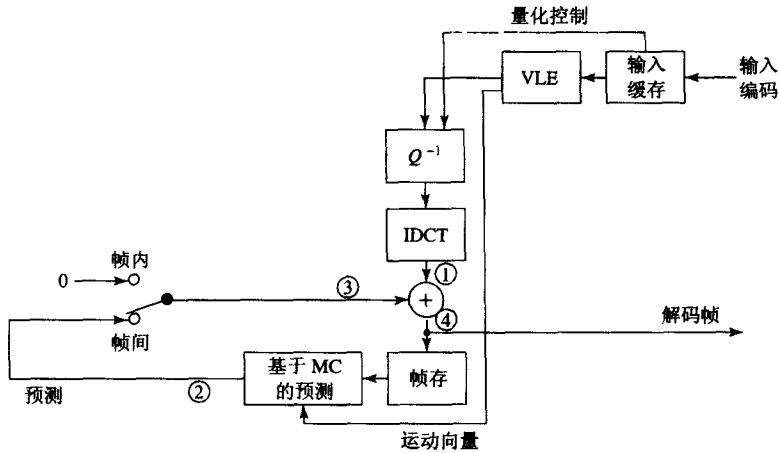 量化控制
VLE
输入
缓存
输入
编码
Q⁻¹
IDCT
①
帧内
0
③
+
④
解码帧
帧间
基于 MC
的预测
帧存
预测
②
运动向量